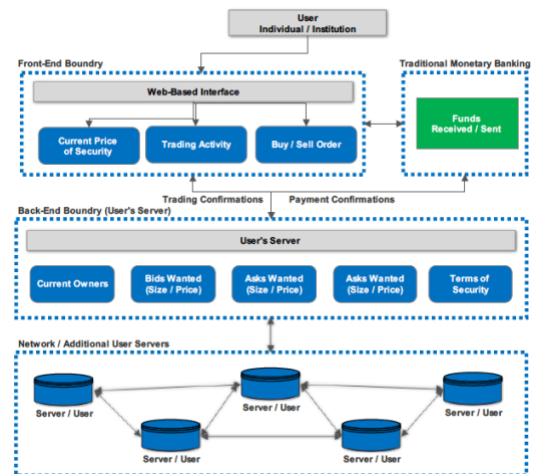 User
Individual / Institution
Front-End Boundry
Traditional Monetary Banking
Web-Based Interface
Current Price
of Security
Trading Activity
Buy / Sell Order
Funds
Received / Sent
Trading Confirmations
Payment Confirmations
Back-End Boundry (User's Server)
User's Server
Current Owners
Bids Wanted
(Size / Price)
Asks Wanted
(Size / Price)
Asks Wanted
(Size / Price)
Terms of
Security
Network / Additional User Servers
Server / User
Server / User
Server / User
Server / User
Server / User